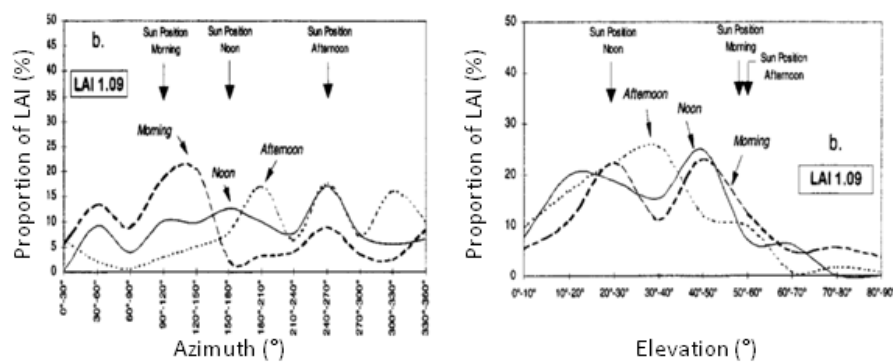 Proportion of LAI (%)
50
45
40
35
30
25
20
15
10
5
0
b.
LAI 1.09
Sun Position
Morning
Sun Position
Noon
Sun Position
Afternoon
Morning
Noon
Afternoon
0°-30°
30°-60°
60°-90°
90°-120°
120°-150°
150°-180°
180°-210°
210°-240°
240°-270°
270°-300°
300°-330°
330°-360°
Azimuth (°)
Proportion of LAI (%)
50
40
30
20
10
0
Sun Position
Noon
Sun Position
Morning
Sun Position
Afternoon
Afternoon
Noon
Morning
b.
LAI 1.09
0°-10°
10°-20°
20°-30°
30°-40°
40°-50°
50°-60°
60°-70°
70°-80°
80°-90°
Elevation (°)